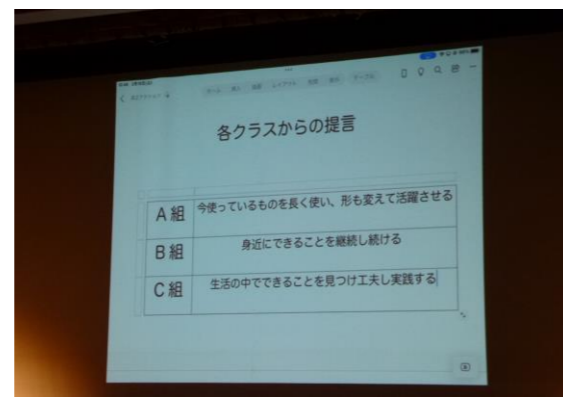 各クラスからの提言
A組 今使っているものを長く使い、形も変えて活躍させる
B組 身近にできることを継続し続ける
C組 生活の中でできることを見つけ工夫し実践する